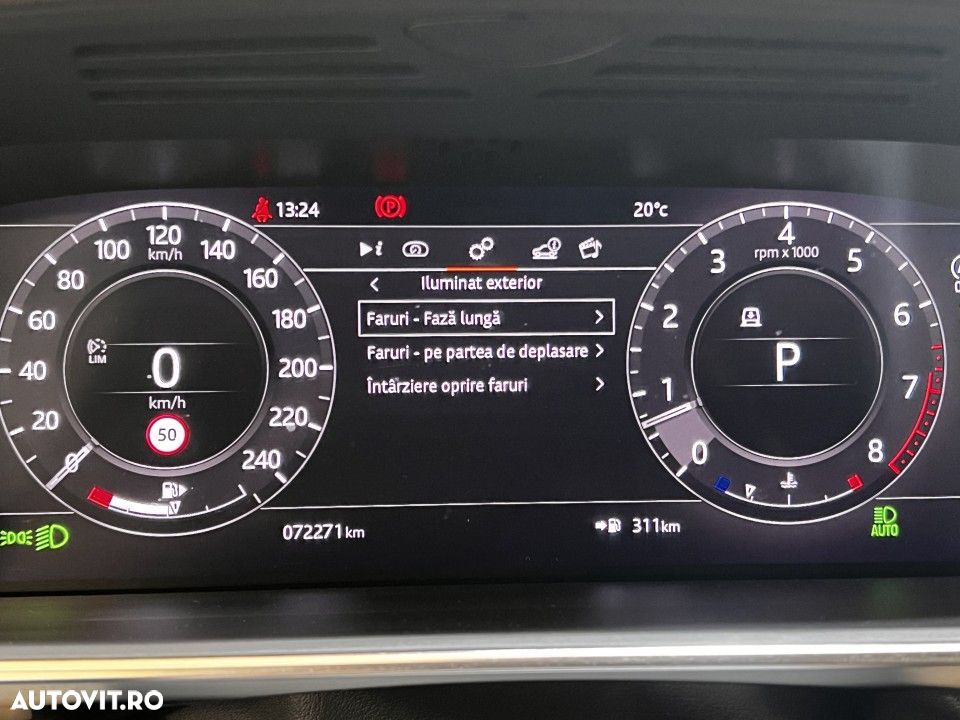 13:24
P
20°c
i
Iluminat exterior
Faruri - Fază lungă
Faruri - pe partea de deplasare
Întârziere oprire faruri
0
20
40
60
80
100
120
km/h
140
160
180
200
220
240
LIM
0
km/h
50
4
rpm x 1000
0
1
2
3
5
6
7
8
P
072271 km
311km
AUTO
AUTOVIT.RO